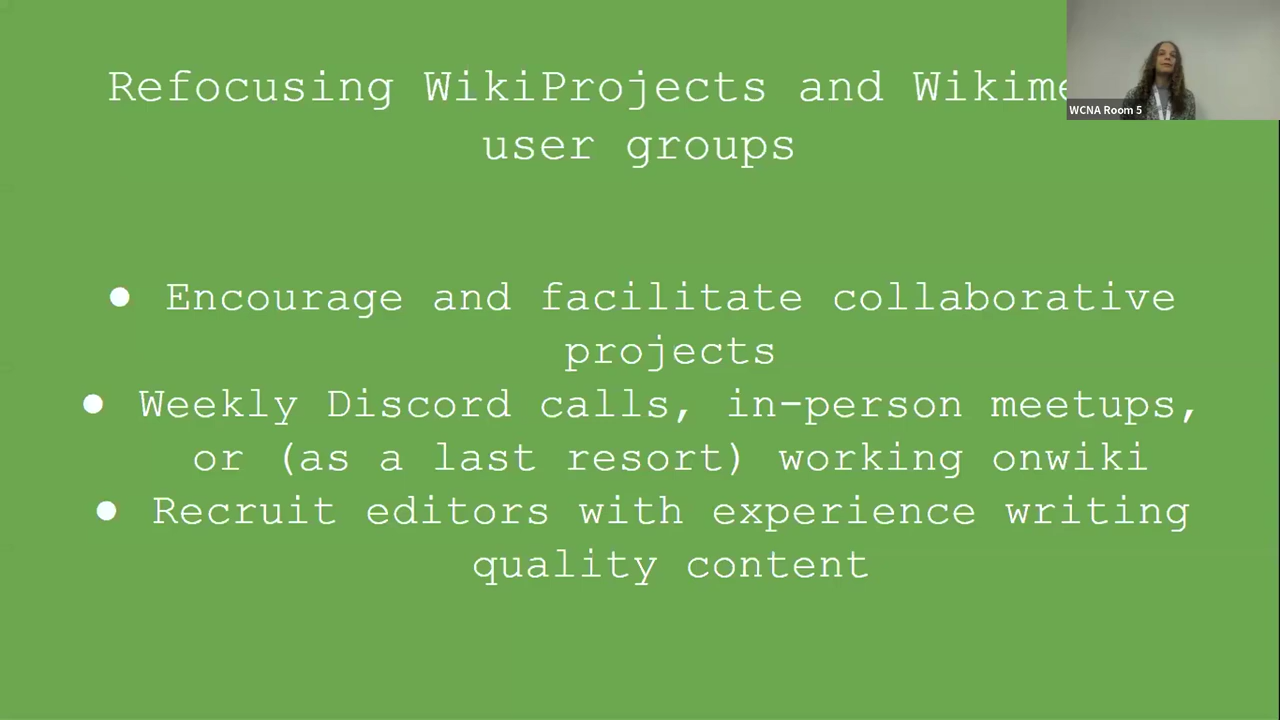 Refocusing WikiProjects and
user groups
WCNA Room 5
● Encourage and facilitate collaborative
projects
● Weekly Discord calls, in-person meetups,
or (as a last resort) working onwiki
● Recruit editors with experience writing
quality content